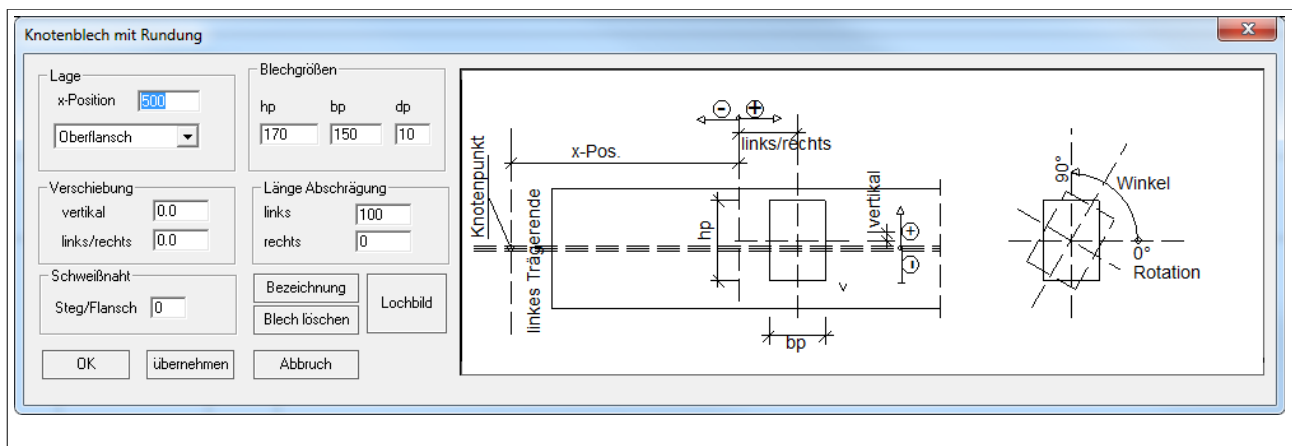 Knotenblech mit Rundung
x
Lage
x-Position 500
Oberflansch
Blechgrößen
hp bp dp
170 150 10
Verschiebung
vertikal 0.0
links/rechts 0.0
Länge Abschrägung
links 100
rechts 0
Schweißnaht
Steg/Flansch 0
Bezeichnung
Blech löschen
Lochbild
OK
übernehmen
Abbruch
Knotenpunkt
linkes Trägerende
x-Pos.
links/rechts
hp
bp
vertikal
v
90°
Winkel
0°
Rotation